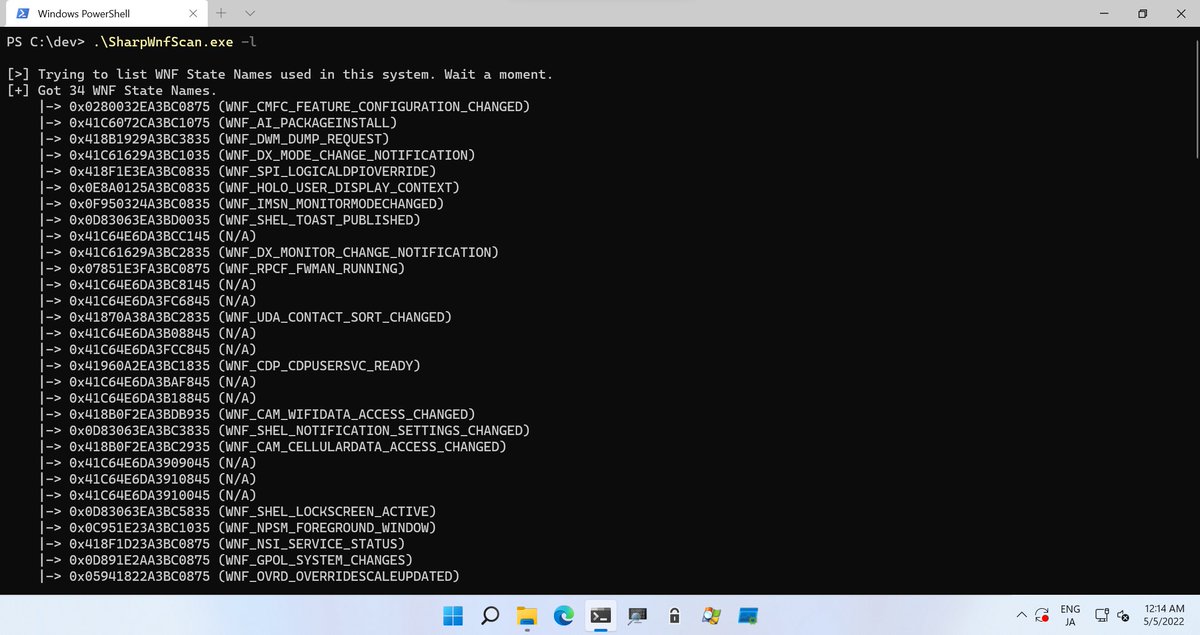 Windows PowerShell
PS C:\dev> .\SharpWnfScan.exe -l
[>] Trying to list WNF State Names used in this system. Wait a moment.
[+] Got 34 WNF State Names.
|-> 0x0280032EA3BC0875 (WNF_CMFC_FEATURE_CONFIGURATION_CHANGED)
|-> 0x41C6072CA3BC1075 (WNF_AI_PACKAGEINSTALL)
|-> 0x418B1929A3BC3835 (WNF_DWM_DUMP_REQUEST)
|-> 0x41C61629A3BC1035 (WNF_DX_MODE_CHANGE_NOTIFICATION)
|-> 0x418F1E3EA3BC0835 (WNF_SPI_LOGICALDPIOVERRIDE)
|-> 0x0E8A0125A3BC0835 (WNF_HOLO_USER_DISPLAY_CONTEXT)
|-> 0x0F950324A3BC0835 (WNF_IMSN_MONITORMODECHANGED)
|-> 0x0D83063EA3BD0035 (WNF_SHEL_TOAST_PUBLISHED)
|-> 0x41C64E6DA3BCC145 (N/A)
|-> 0x41C61629A3BC2835 (WNF_DX_MONITOR_CHANGE_NOTIFICATION)
|-> 0x07851E3FA3BC0875 (WNF_RPCF_FWMAN_RUNNING)
|-> 0x41C64E6DA3BC8145 (N/A)
|-> 0x41C64E6DA3FC6845 (N/A)
|-> 0x41870A38A3BC2835 (WNF_UDA_CONTACT_SORT_CHANGED)
|-> 0x41C64E6DA3B08845 (N/A)
|-> 0x41C64E6DA3FCC845 (N/A)
|-> 0x41960A2EA3BC1835 (WNF_CDP_CDPUSERSVC_READY)
|-> 0x41C64E6DA3BAF845 (N/A)
|-> 0x41C64E6DA3B18845 (N/A)
|-> 0x418B0F2EA3BDB935 (WNF_CAM_WIFIDATA_ACCESS_CHANGED)
|-> 0x0D83063EA3BC3835 (WNF_SHEL_NOTIFICATION_SETTINGS_CHANGED)
|-> 0x418B0F2EA3BC2935 (WNF_CAM_CELLULARDATA_ACCESS_CHANGED)
|-> 0x41C64E6DA3909045 (N/A)
|-> 0x41C64E6DA3910845 (N/A)
|-> 0x41C64E6DA3910045 (N/A)
|-> 0x0D83063EA3BC5835 (WNF_SHEL_LOCKSCREEN_ACTIVE)
|-> 0x0C951E23A3BC1035 (WNF_NPSM_FOREGROUND_WINDOW)
|-> 0x418F1D23A3BC0875 (WNF_NSI_SERVICE_STATUS)
|-> 0x0D891E2AA3BC0875 (WNF_GPOL_SYSTEM_CHANGES)
|-> 0x05941822A3BC0875 (WNF_OVRD_OVERRIDESCALEUPDATED)
ENG
JA
12:14 AM
5/5/2022